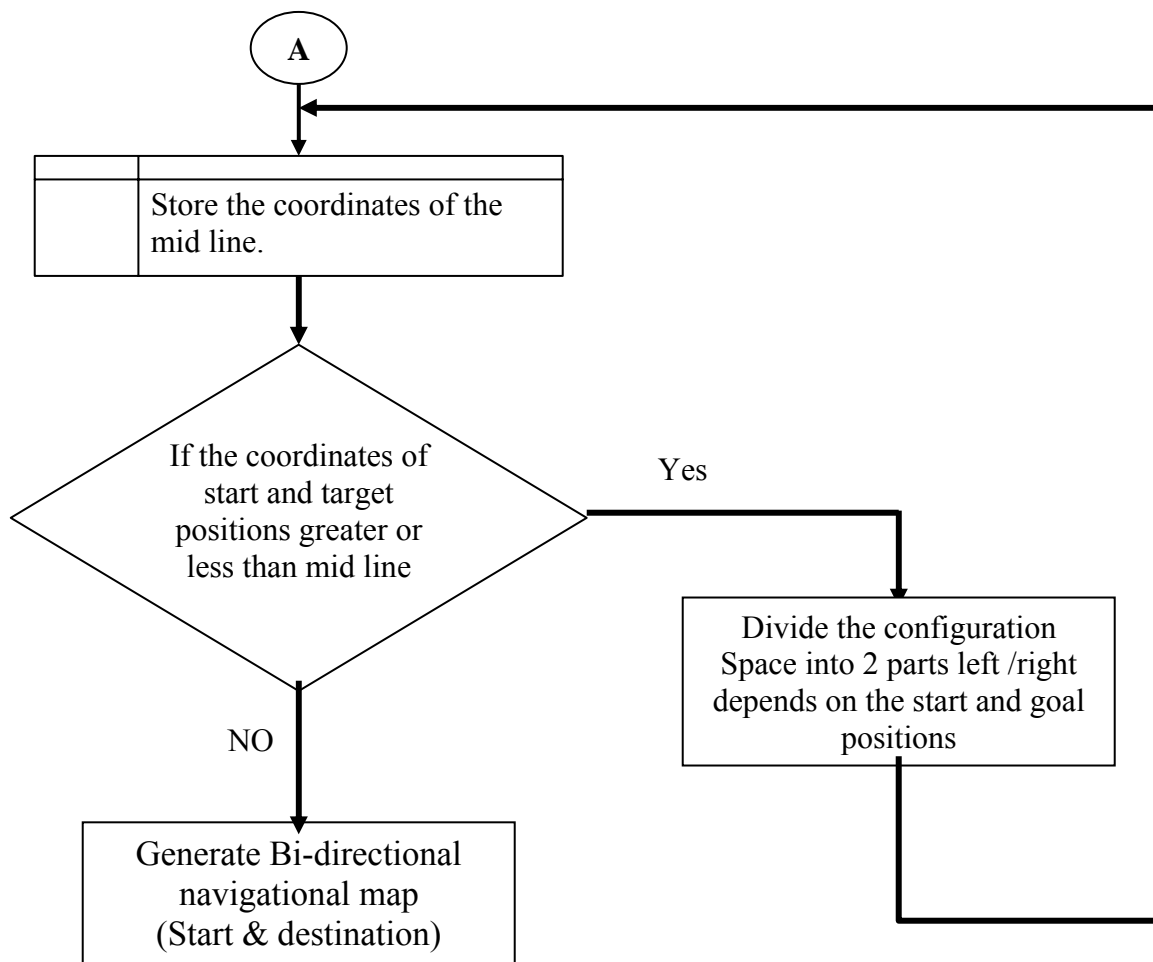 A
Store the coordinates of the
mid line.
If the coordinates of
start and target
positions greater or
less than mid line
Yes
Divide the configuration
Space into 2 parts left /right
depends on the start and goal
positions
NO
Generate Bi-directional
navigational map
(Start & destination)